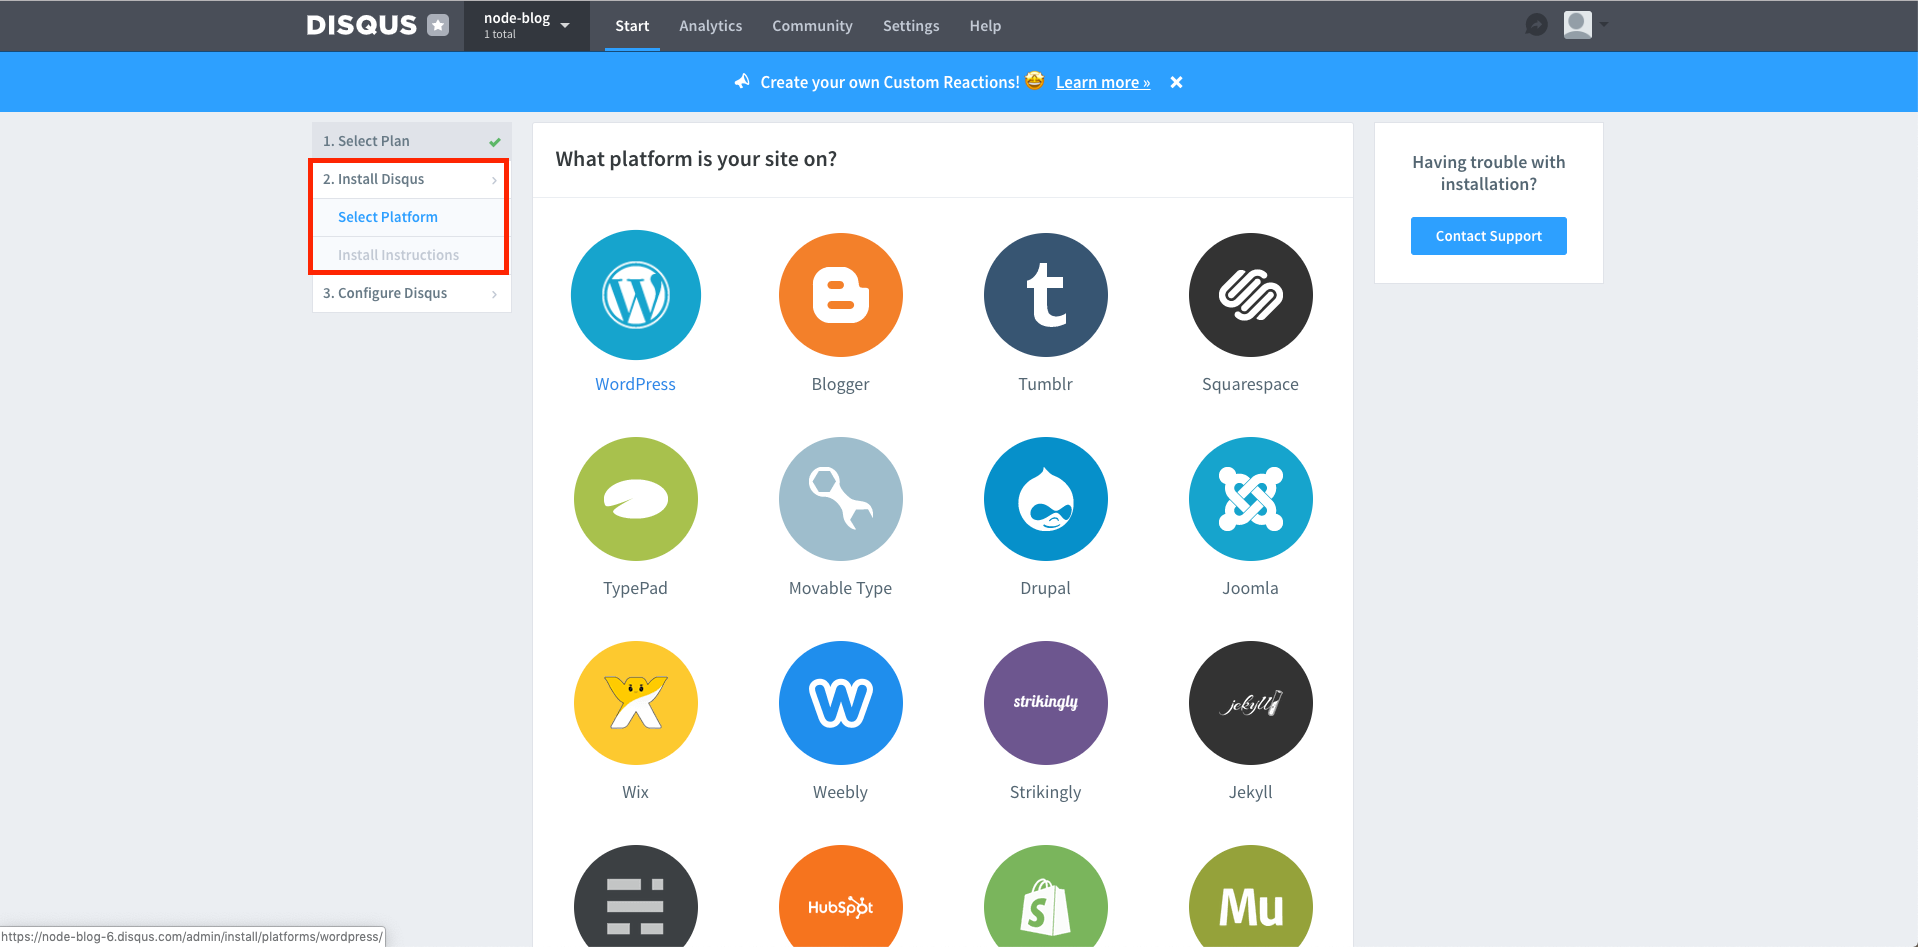 DISQUS
node-blog
1 total
Start
Analytics
Community
Settings
Help
Create your own Custom Reactions! 🤩 Learn more »
1. Select Plan
2. Install Disqus
Select Platform
Install Instructions
3. Configure Disqus
What platform is your site on?
WordPress
Blogger
Tumblr
Squarespace
TypePad
Movable Type
Drupal
Joomla
strikingly
jekyll
Wix
Weebly
Strikingly
Jekyll
HubSpot
Mu
Having trouble with
installation?
Contact Support
https://node-blog-6.disqus.com/admin/install/platforms/wordpress/